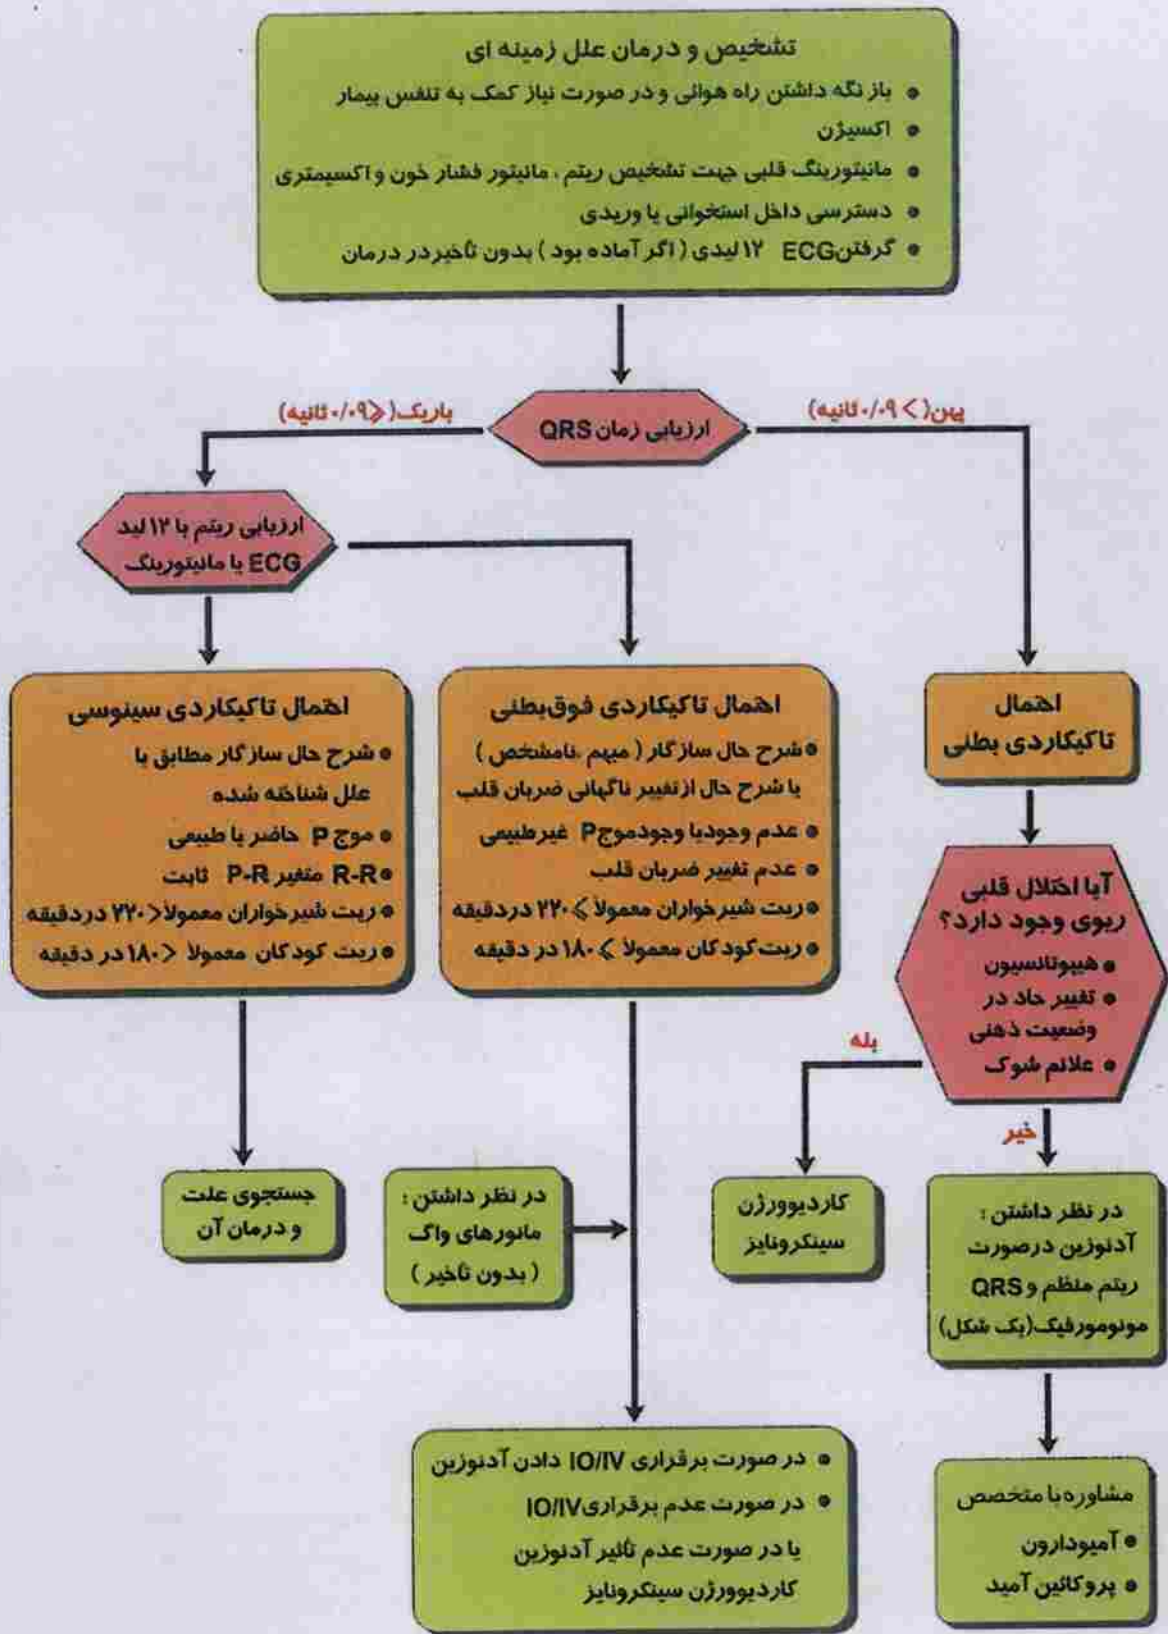 تشخیص و درمان علل زمینه ای
● باز نگه داشتن راه هوائی و در صورت نیاز کمک به تنفس بیمار
● اکسیژن
● مانیتورینگ قلبی جهت تشخیص ریتم ، مانیتور فشار خون و اکسیمتری
● دسترسی داخل استخوانی یا وریدی
● گرفتن ECG ۱۲ لیدی ( اگر آماده بود ) بدون تأخیر در درمان
پهن(> ۰/۰۹ ثانیه)
ارزیابی زمان QRS
باریک(⩽ ۰/۰۹ ثانیه)
ارزیابی ریتم با ۱۲ لید
ECG یا مانیتورینگ
احتمال
تاکیکاردی بطنی
احتمال تاکیکاردی فوق‌بطنی
● شرح حال سازگار ( مبهم ،نامشخص )
یا شرح حال از تغییر ناگهانی ضربان قلب
● عدم وجود یا وجود موج P غیرطبیعی
● عدم تغییر ضربان قلب
● ریت شیرخواران معمولاً ⩾ ۲۲۰ در دقیقه
● ریت کودکان معمولاً ⩾ ۱۸۰ در دقیقه
احتمال تاکیکاردی سینوسی
● شرح حال سازگار مطابق با
علل شناخته شده
● موج P حاضر یا طبیعی
● R-R متغیر P-R ثابت
● ریت شیرخواران معمولاً < ۲۲۰ در دقیقه
● ریت کودکان معمولاً < ۱۸۰ در دقیقه
آیا اختلال قلبی
ریوی وجود دارد؟
● هیپوتانسیون
● تغییر حاد در
وضعیت ذهنی
● علائم شوک
بله
خیر
در نظر داشتن :
آدنوزین درصورت
ریتم منظم و QRS
مونومورفیک(یک شکل)
کاردیوورژن
سینکرونایز
در نظر داشتن :
مانورهای واگ
( بدون تأخیر )
جستجوی علت
و درمان آن
● در صورت برقراری IO/IV دادن آدنوزین
● در صورت عدم برقراری IO/IV
یا در صورت عدم تأثیر آدنوزین
کاردیوورژن سینکرونایز
مشاوره با متخصص
● آمیودارون
● پروکائین آمید